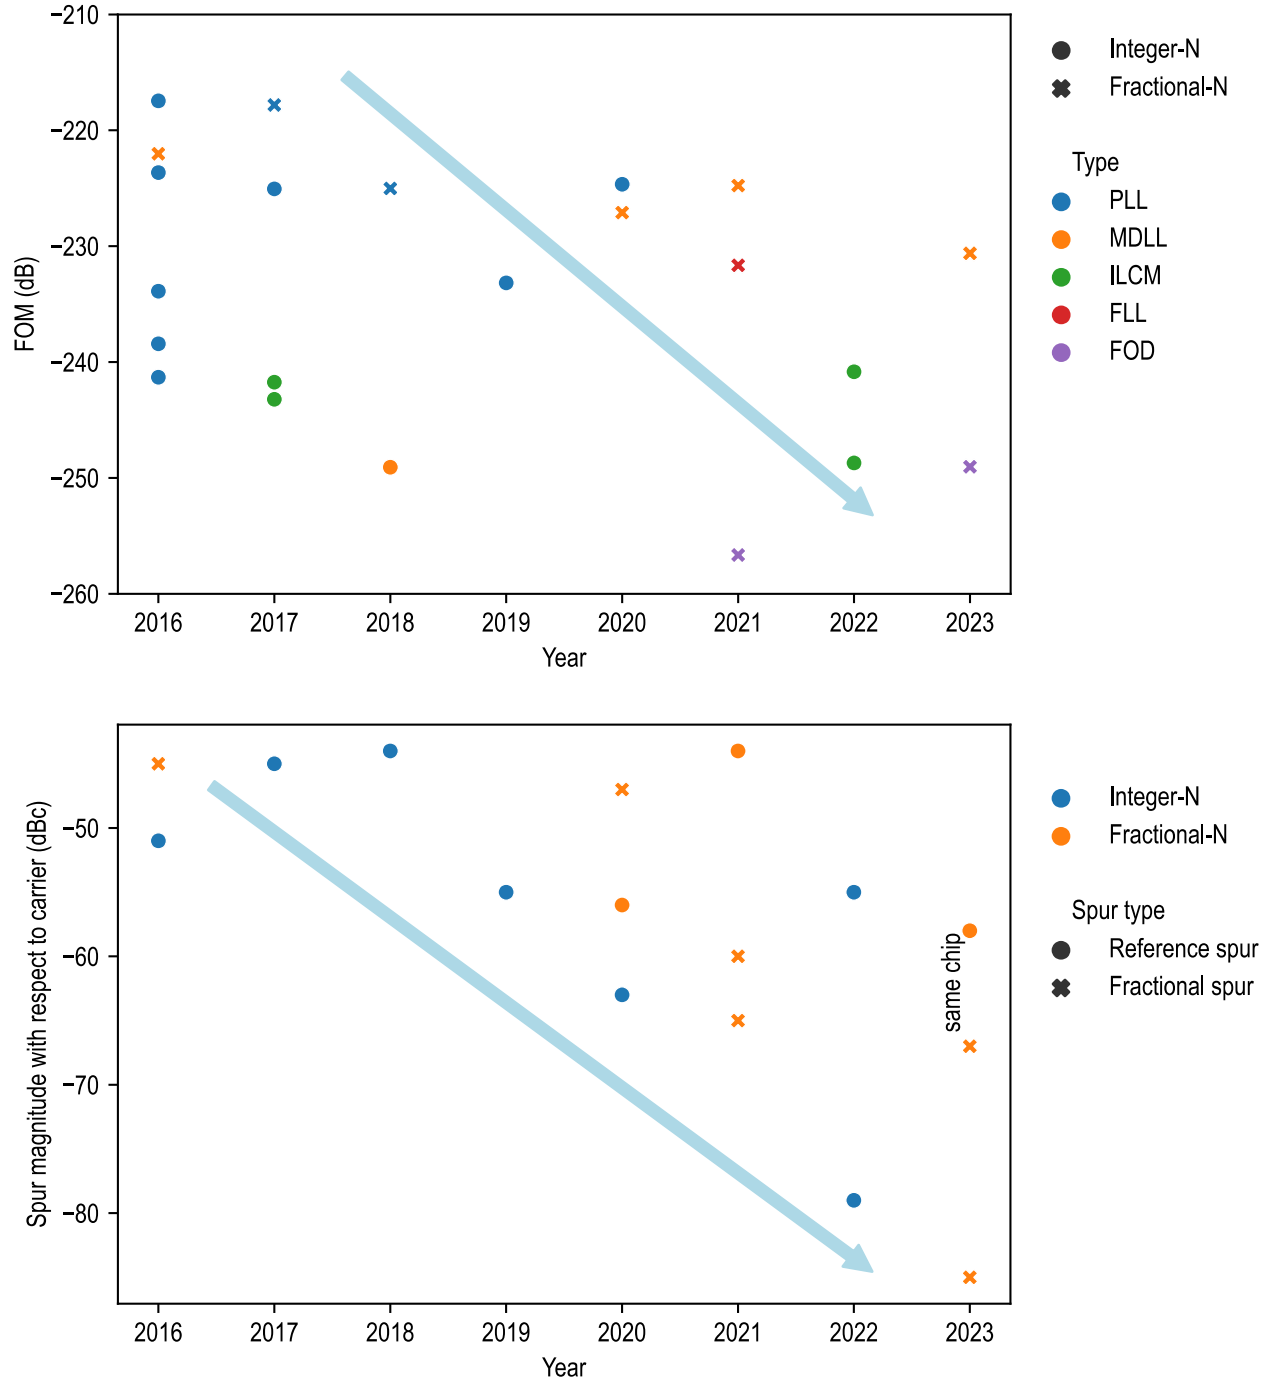 −210
−220
−230
−240
−250
−260
FOM (dB)
2016 2017 2018 2019 2020 2021 2022 2023
Year
Integer-N
Fractional-N
Type
PLL
MDLL
ILCM
FLL
FOD
−50
−60
−70
−80
Spur magnitude with respect to carrier (dBc)
same chip
2016 2017 2018 2019 2020 2021 2022 2023
Year
Integer-N
Fractional-N
Spur type
Reference spur
Fractional spur